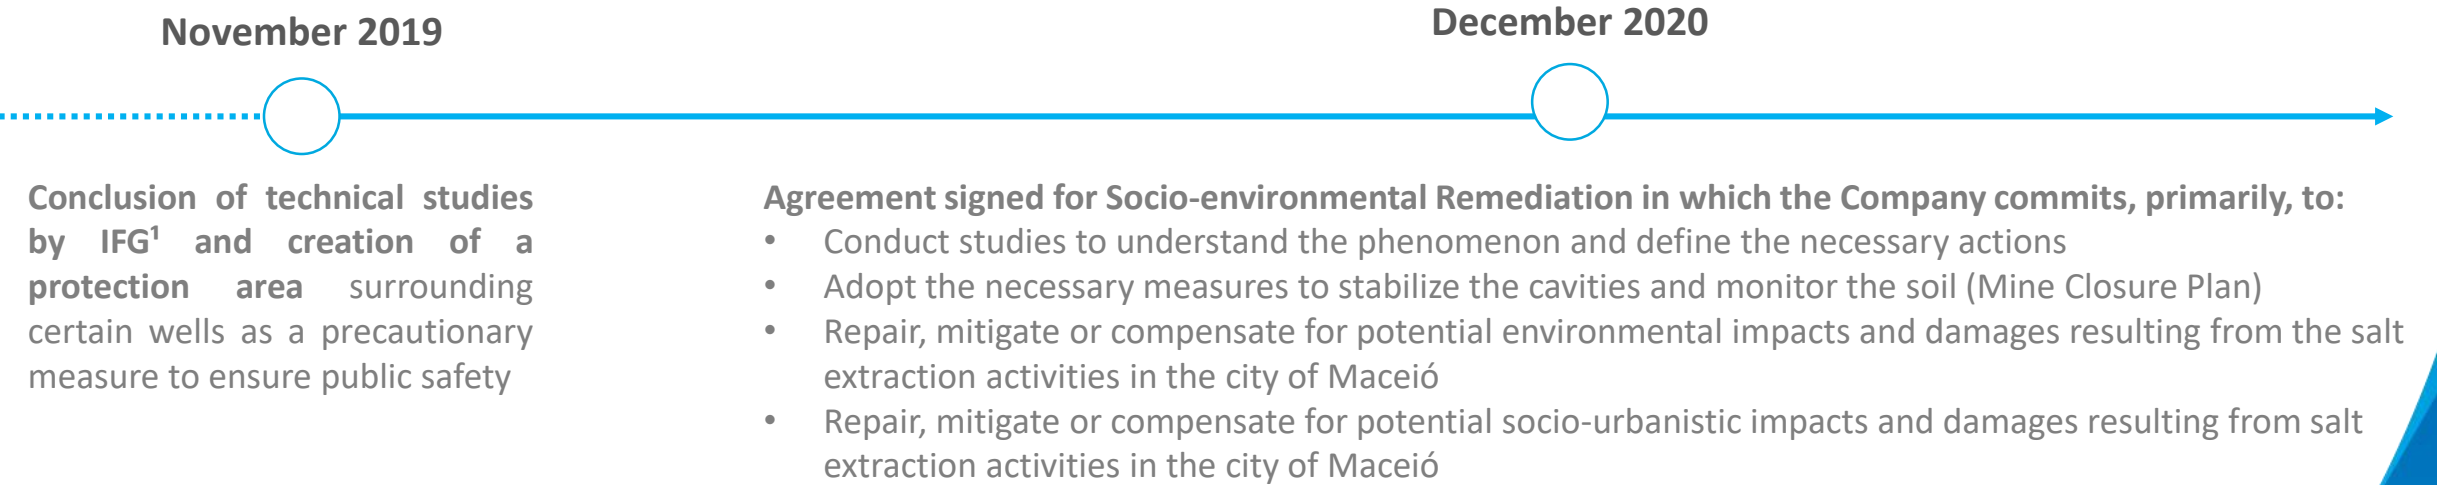 November 2019
Conclusion of technical studies
by IFG¹ and creation of a
protection area surrounding
certain wells as a precautionary
measure to ensure public safety
December 2020
Agreement signed for Socio-environmental Remediation in which the Company commits, primarily, to:
• Conduct studies to understand the phenomenon and define the necessary actions
• Adopt the necessary measures to stabilize the cavities and monitor the soil (Mine Closure Plan)
• Repair, mitigate or compensate for potential environmental impacts and damages resulting from the salt
extraction activities in the city of Maceió
• Repair, mitigate or compensate for potential socio-urbanistic impacts and damages resulting from salt
extraction activities in the city of Maceió